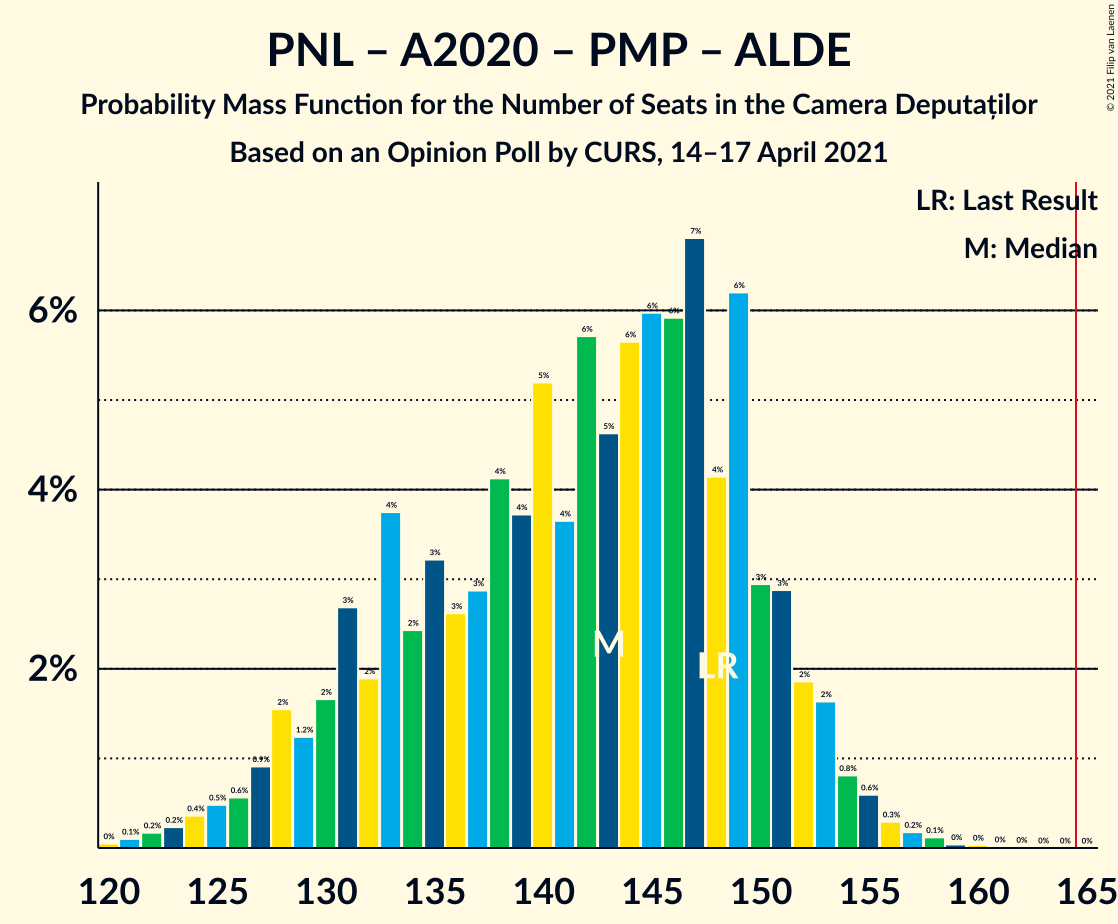 PNL – A2020 – PMP – ALDE
Probability Mass Function for the Number of Seats in the Camera Deputaților
Based on an Opinion Poll by CURS, 14–17 April 2021
© 2021 Filip van Laenen
LR: Last Result
M: Median
6%
4%
2%
0% 0.1% 0.2% 0.2% 0.4% 0.5% 0.6% 0.9% 2% 1.2% 2% 3% 2% 4% 2% 3% 3% 3% 4% 4% 5% 4% 6% 5% 6% 6% 6% 7% 4% 6% 3% 3% 2% 2% 0.8% 0.6% 0.3% 0.2% 0.1% 0% 0% 0% 0% 0% 0% 0%
M
LR
120 125 130 135 140 145 150 155 160 165